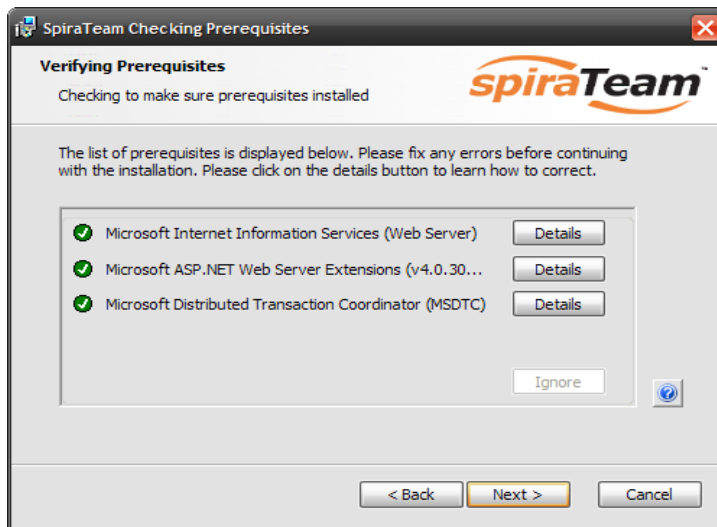 SpiraTeam Checking Prerequisites
Verifying Prerequisites
Checking to make sure prerequisites installed
spiraTeam™
The list of prerequisites is displayed below. Please fix any errors before continuing
with the installation. Please click on the details button to learn how to correct.
Microsoft Internet Information Services (Web Server) Details
Microsoft ASP.NET Web Server Extensions (v4.0.30... Details
Microsoft Distributed Transaction Coordinator (MSDTC) Details
Ignore
< Back Next > Cancel